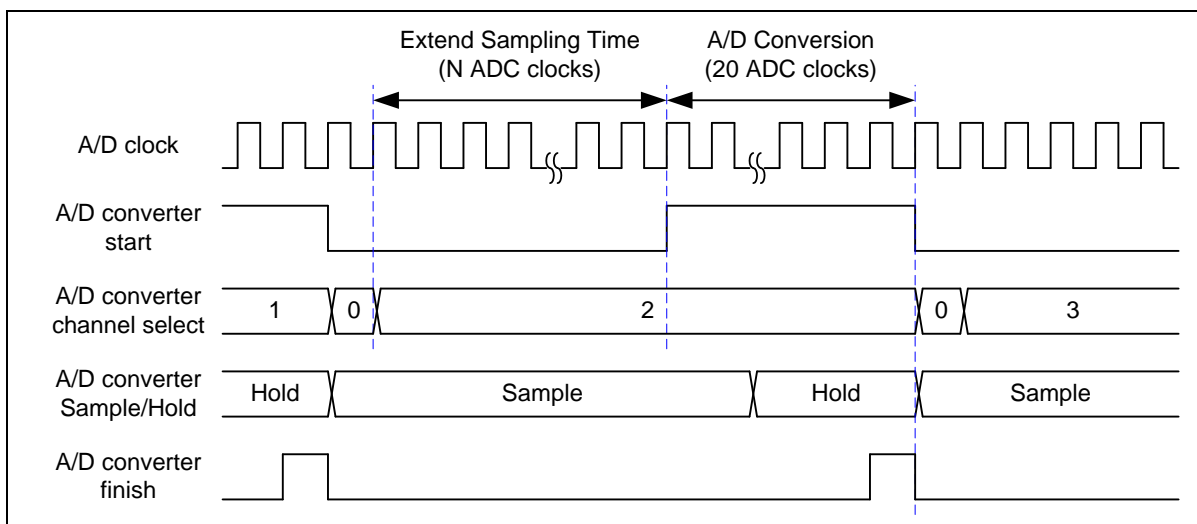 Extend Sampling Time
(N ADC clocks)
A/D Conversion
(20 ADC clocks)
A/D clock
A/D converter
start
A/D converter
channel select
1
0
2
0
3
A/D converter
Sample/Hold
Hold
Sample
Hold
Sample
A/D converter
finish